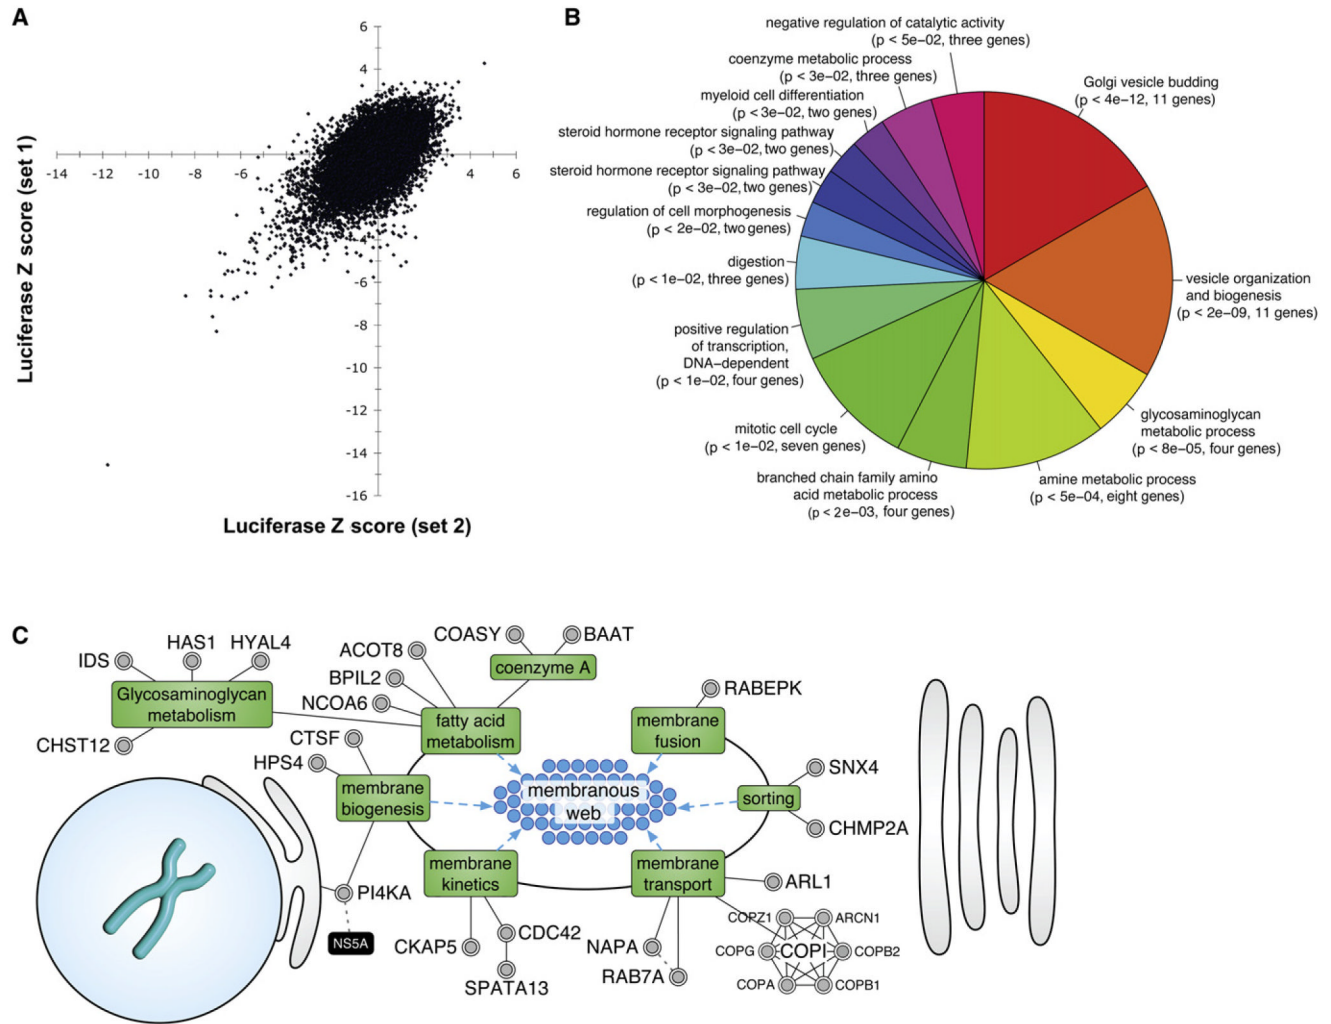 A
6
4
-14
-12
-10
-8
-6
4
6
-6
-8
-10
-12
-14
-16
Luciferase Z score (set 1)
Luciferase Z score (set 2)
B
negative regulation of catalytic activity
(p < 5e−02, three genes)
coenzyme metabolic process
(p < 3e−02, three genes)
myeloid cell differentiation
(p <3e−02, two genes)
steroid hormone receptor signaling pathway
(p < 3e−02, two genes)
steroid hormone receptor signaling pathway
(p < 3e−02, two genes)
regulation of cell morphogenesis
(p < 2e−02, two genes)
digestion
(p < 1e−02, three genes)
positive regulation
of transcription,
DNA−dependent
(p < 1e−02, four genes)
mitotic cell cycle
(p < 1e−02, seven genes)
branched chain family amino
acid metabolic process
(p < 2e−03, four genes)
Golgi vesicle budding
(p < 4e−12, 11 genes)
vesicle organization
and biogenesis
(p < 2e−09, 11 genes)
glycosaminoglycan
metabolic process
(p < 8e−05, four genes)
amine metabolic process
(p < 5e−04, eight genes)
C
IDS
HAS1
HYAL4
Glycosaminoglycan
metabolism
CHST12
ACOT8
BPIL2
NCOA6
COASY
BAAT
coenzyme A
fatty acid
metabolism
CTSF
HPS4
membrane
biogenesis
PI4KA
NS5A
membrane
kinetics
CKAP5
CDC42
SPATA13
membranous
web
RABEPK
membrane
fusion
SNX4
sorting
CHMP2A
membrane
transport
ARL1
NAPA
RAB7A
COPZ1
ARCN1
COPG
COPI
COPB2
COPA
COPB1